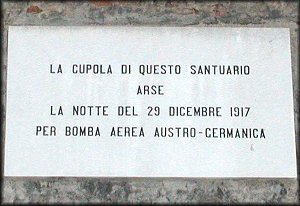 LA CUPOLA DI QUESTO SANTUARIO
ARSE
LA NOTTE DEL 29 DICEMBRE 1917
PER BOMBA AEREA AUSTRO-GERMANICA